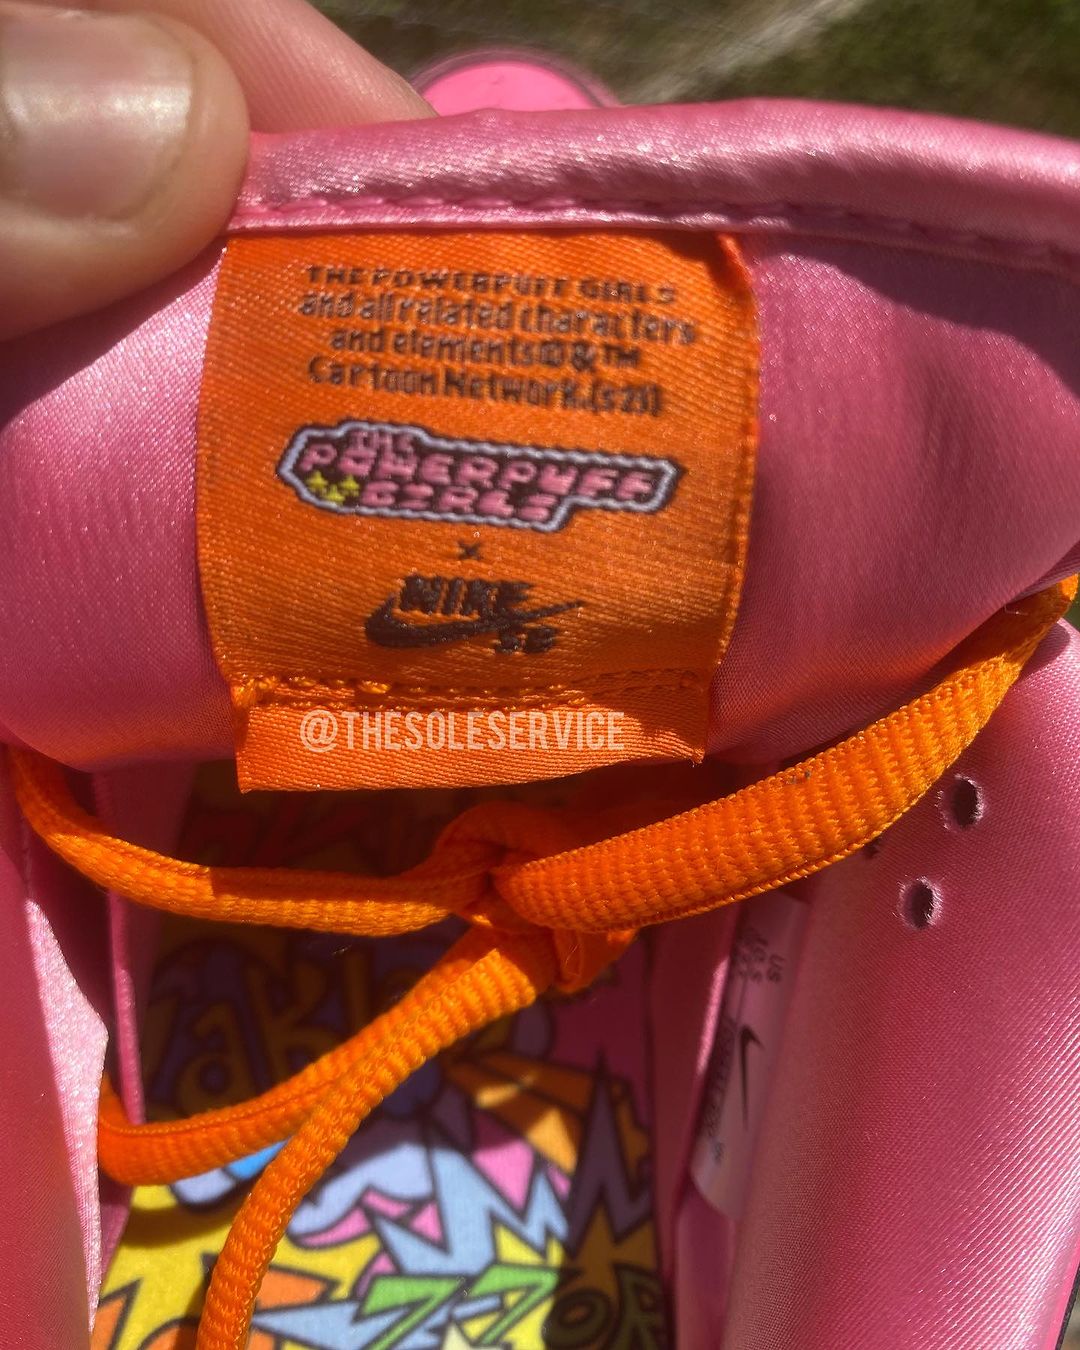 THE POWERPUFF GIRLS
and all related characters
and elements © & TM
Cartoon Network. (s21)
THE
POWERPUFF
GIRLS
x
NIKE
SB
@THESOLESERVICE
US